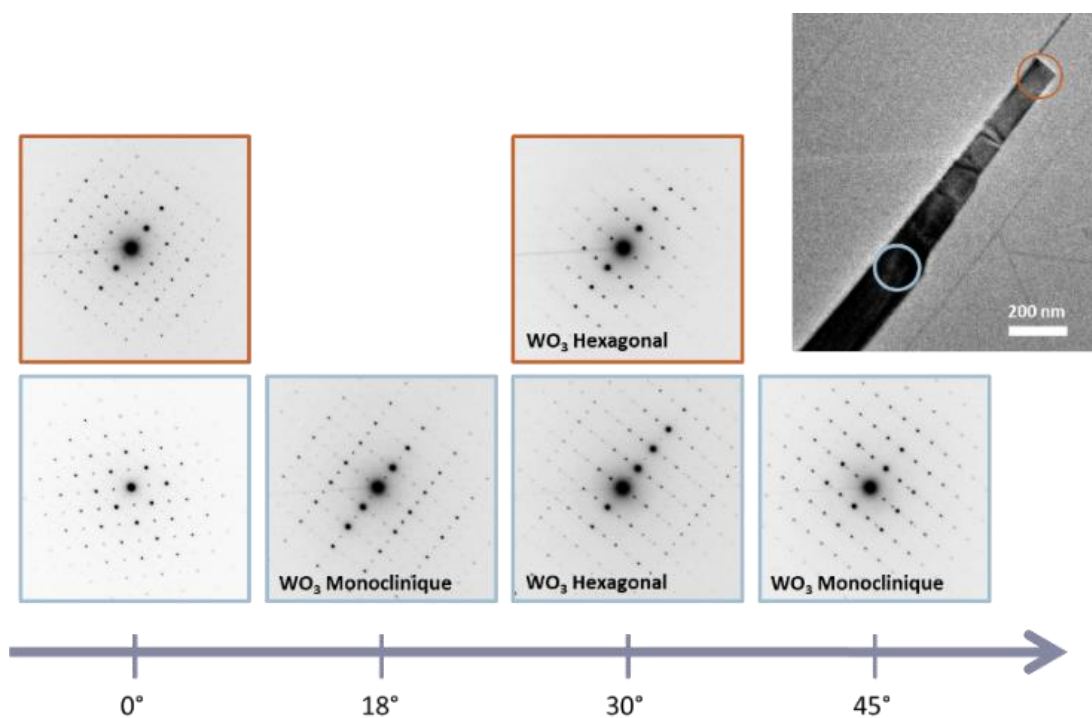 200 nm
WO₃ Hexagonal
WO₃ Monoclinique
WO₃ Hexagonal
WO₃ Monoclinique
0°
18°
30°
45°